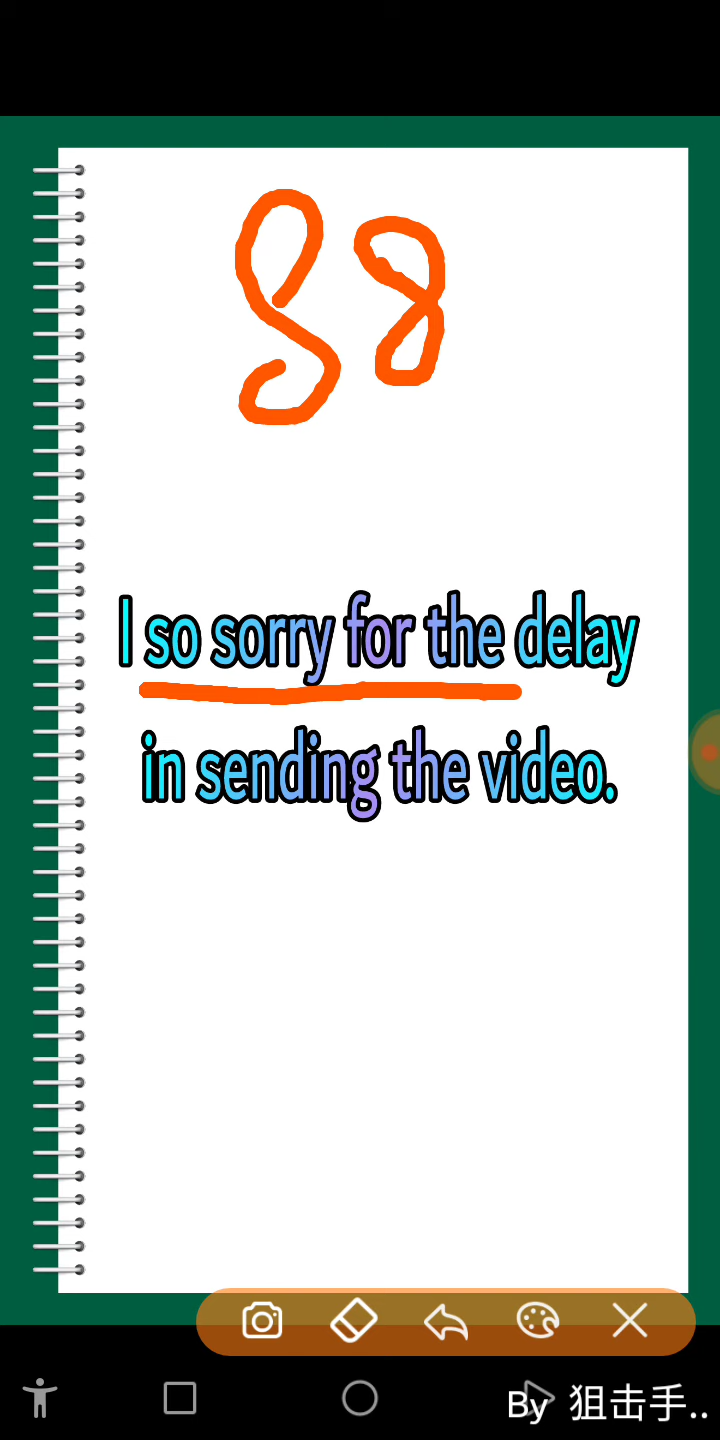 88
I so sorry for the delay
in sending the video.
By 狙击手..